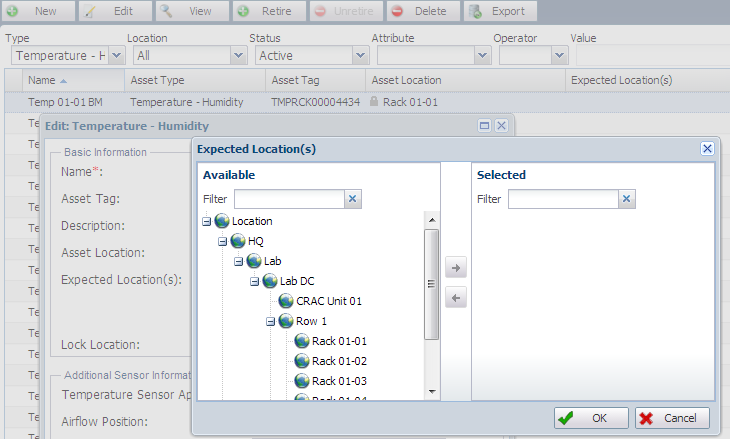 New Edit View Retire Unretire Delete Export
Type Location Status Attribute Operator Value
Temperature - H All Active
Name Asset Type Asset Tag Asset Location Expected Location(s)
Temp 01-01 BM Temperature - Humidity TMPRCK00004434 Rack 01-01
Edit: Temperature - Humidity
Basic Information
Name*:
Asset Tag:
Description:
Asset Location:
Expected Location(s):
Lock Location:
Additional Sensor Informat
Temperature Sensor Ap
Airflow Position:
Expected Location(s)
Available
Filter
Location
HQ
Lab
Lab DC
CRAC Unit 01
Row 1
Rack 01-01
Rack 01-02
Rack 01-03
Rack 01-04
Selected
Filter
OK Cancel